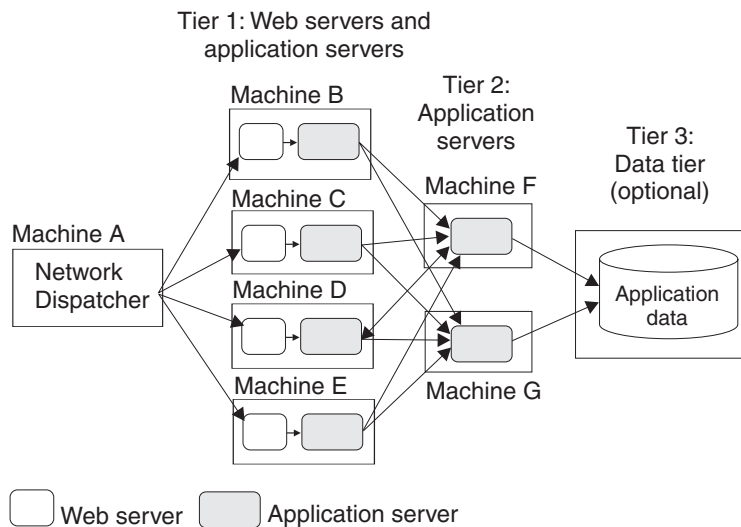 Tier 1: Web servers and
application servers
Machine B
Tier 2:
Application
servers
Tier 3:
Data tier
(optional)
Machine F
Machine C
Machine A
Network
Dispatcher
Machine D
Application
data
Machine E
Machine G
Web server
Application server